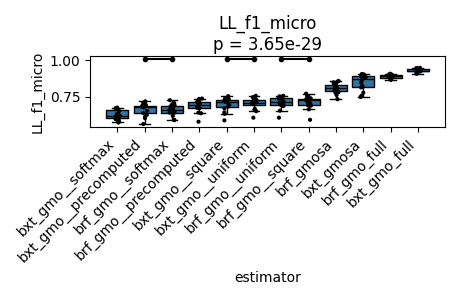 LL_f1_micro
p = 3.65e-29
LL_f1_micro
1.00
0.75
bxt_gmo__softmax
bxt_gmo__precomputed
brf_gmo__softmax
brf_gmo__precomputed
bxt_gmo__square
bxt_gmo__uniform
brf_gmo__uniform
brf_gmo__square
brf_gmosa
bxt_gmosa
brf_gmo_full
bxt_gmo_full
estimator